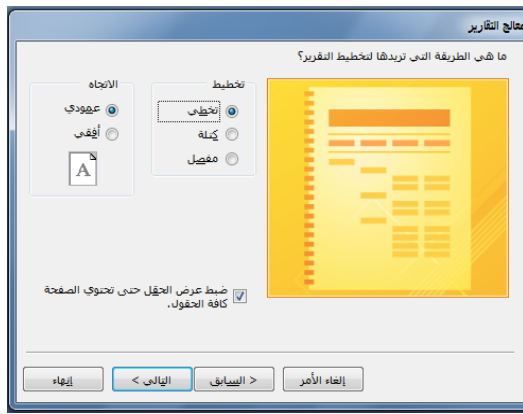 معالج التقارير
ما هي الطريقة التي تريدها لتخطيط التقرير؟
تخطيط
تخطي
كتلة
مفصل
الاتجاه
عمودي
أفقي
A
ضبط عرض الحقل حتى تحتوي الصفحة
كافة الحقول.
إلغاء الأمر
< السابق
التالي >
إنهاء